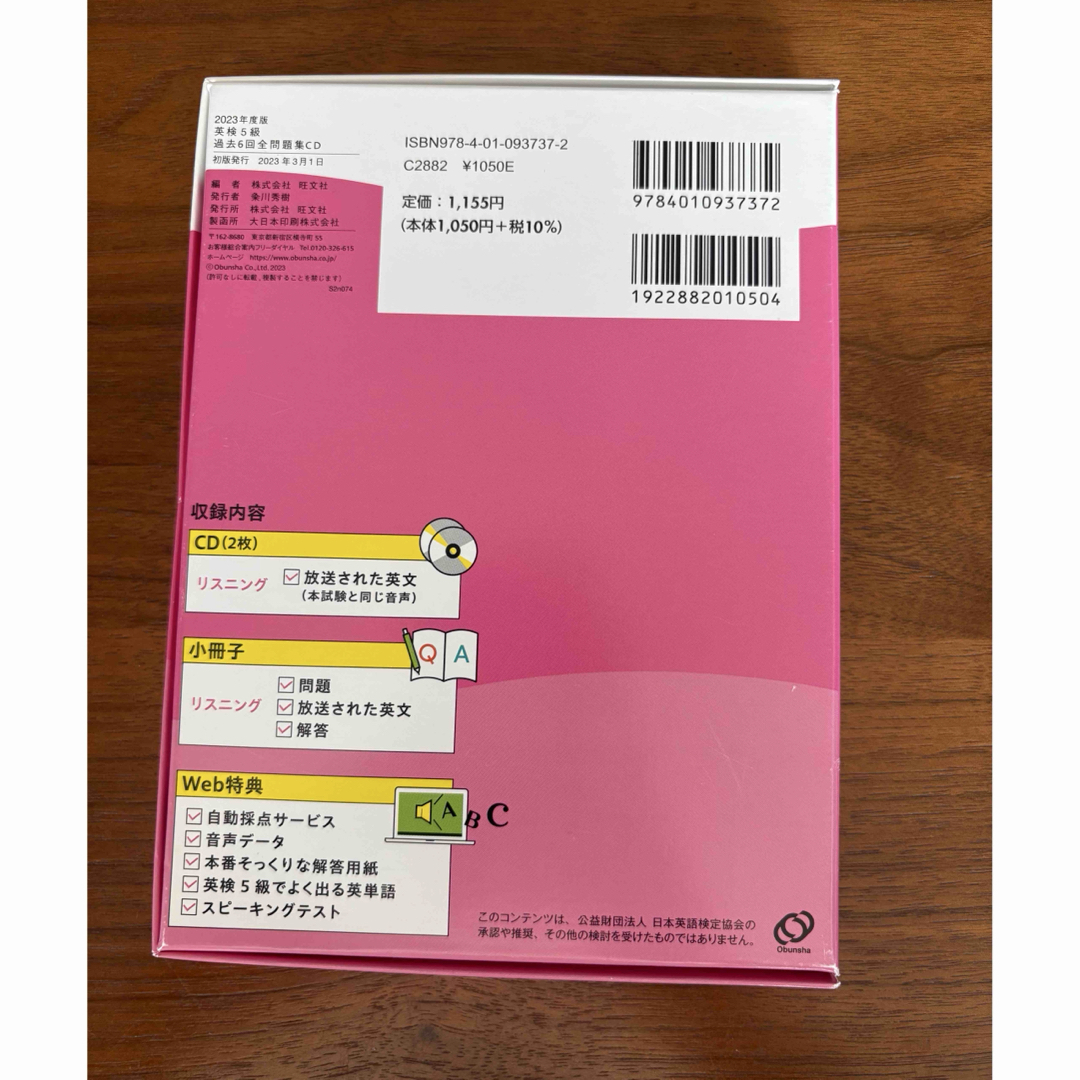 2023年度版
英検5級
過去6回全問題集CD
初版発行 2023年3月1日
編 者 株式会社 旺文社
発行者 粂川秀樹
発行所 株式会社 旺文社
製函所 大日本印刷株式会社
〒162-8680 東京都新宿区横寺町 55
お客様総合案内フリーダイヤル Tel.0120-326-615
ホームページ https://www.obunsha.co.jp/
©Obunsha Co.,Ltd. 2023
(許可なしに転載、複製することを禁じます)
S2n074
ISBN978-4-01-093737-2
C2882 ¥1050E
定価:1,155円
(本体1,050円+税10%)
9784010937372
1922882010504
収録内容
CD(2枚)
リスニング
放送された英文
(本試験と同じ音声)
小冊子
Q A
リスニング
問題
放送された英文
解答
Web特典
A B C
自動採点サービス
音声データ
本番そっくりな解答用紙
英検5級でよく出る英単語
スピーキングテスト
このコンテンツは、公益財団法人 日本英語検定協会の
承認や推奨、その他の検討を受けたものではありません。
Obunsha